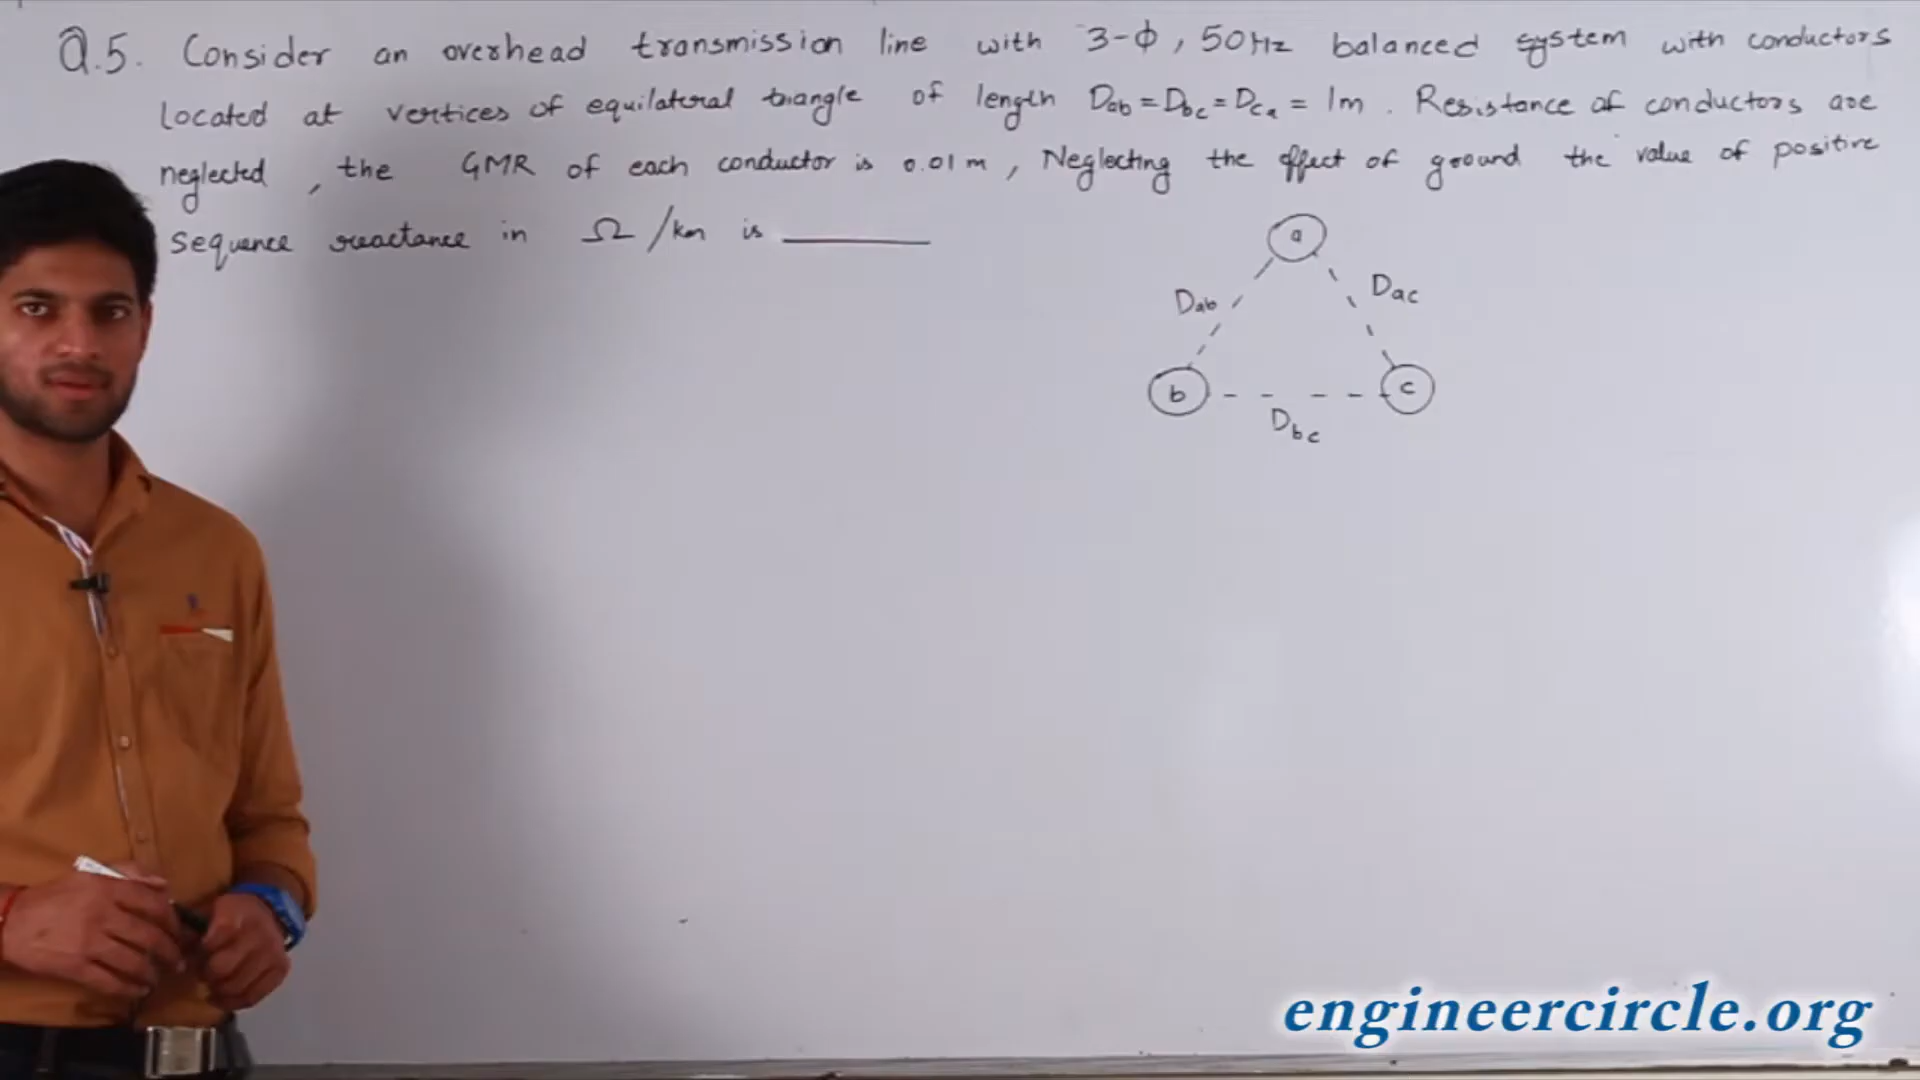 Q.5. Consider an overhead transmission line with 3-ϕ, 50Hz balanced system with conductors
located at vertices of equilateral triangle of length Dab = Dbc = Dca = 1m. Resistance of conductors are
neglected, the GMR of each conductor is 0.01 m, Neglecting the effect of ground the value of positive
sequence reactance in Ω/km is ______
a
Dab
Dac
b
c
Dbc
engineercircle.org